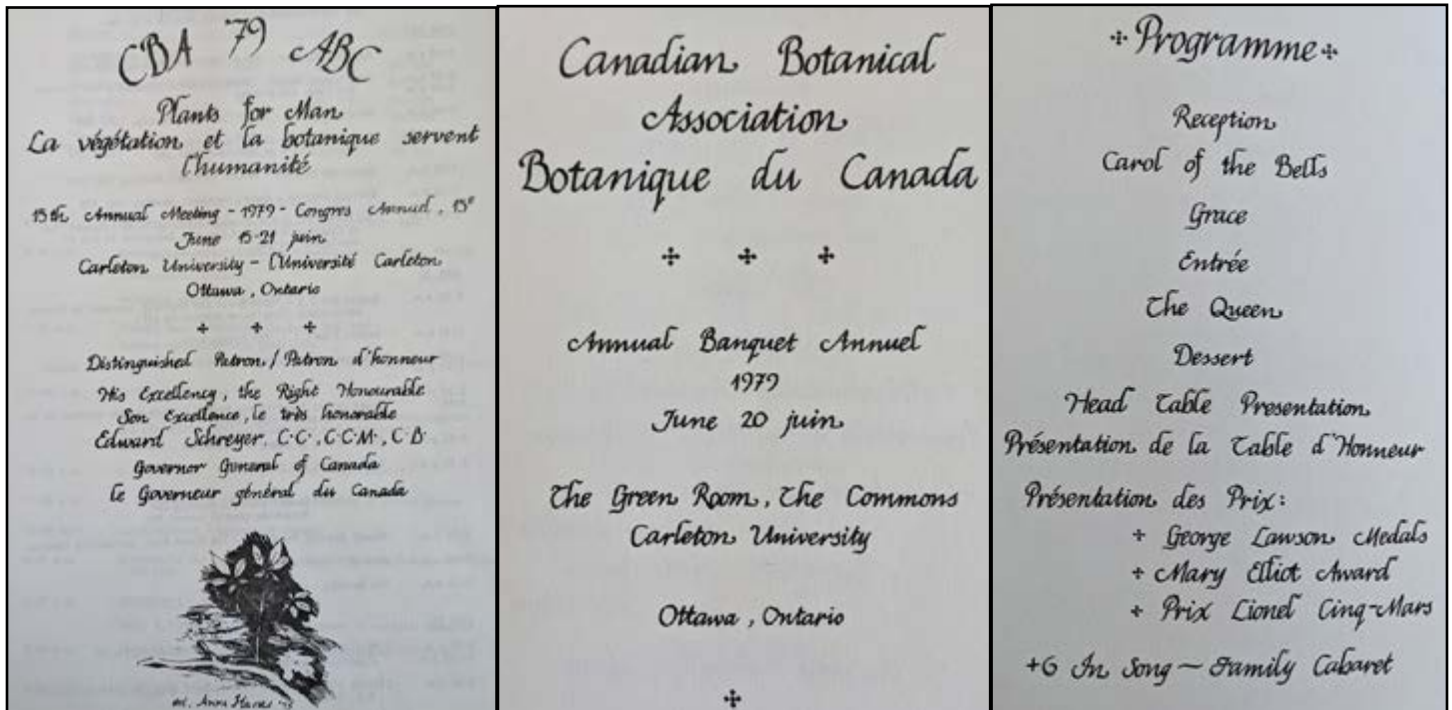 CBA '79 ABC
Plants for Man
La végétation et la botanique servent
l'humanité
15th Annual Meeting - 1979 - Congres Annuel, 15e
June 15-21 juin
Carleton University - l'Université Carleton
Ottawa, Ontario
Distinguished Patron / Patron d'honneur
His Excellency, the Right Honourable
Son Excellence, le très honorable
Edward Schreyer, C.C., C.C.M., C.D.
Governor General of Canada
le Governeur général du Canada
del. Anna
Canadian Botanical
Association
Botanique du Canada
Annual Banquet Annuel
1979
June 20 juin
The Green Room, The Commons
Carleton University
Ottawa, Ontario
+ Programme +
Reception
Carol of the Bells
Grace
Entrée
The Queen
Dessert
Head Table Presentation
Présentation de la Table d'Honneur
Présentation des Prix:
+ George Lawson Medals
+ Mary Elliot Award
+ Prix Lionel Cinq-Mars
+G In Song ~ Family Cabaret